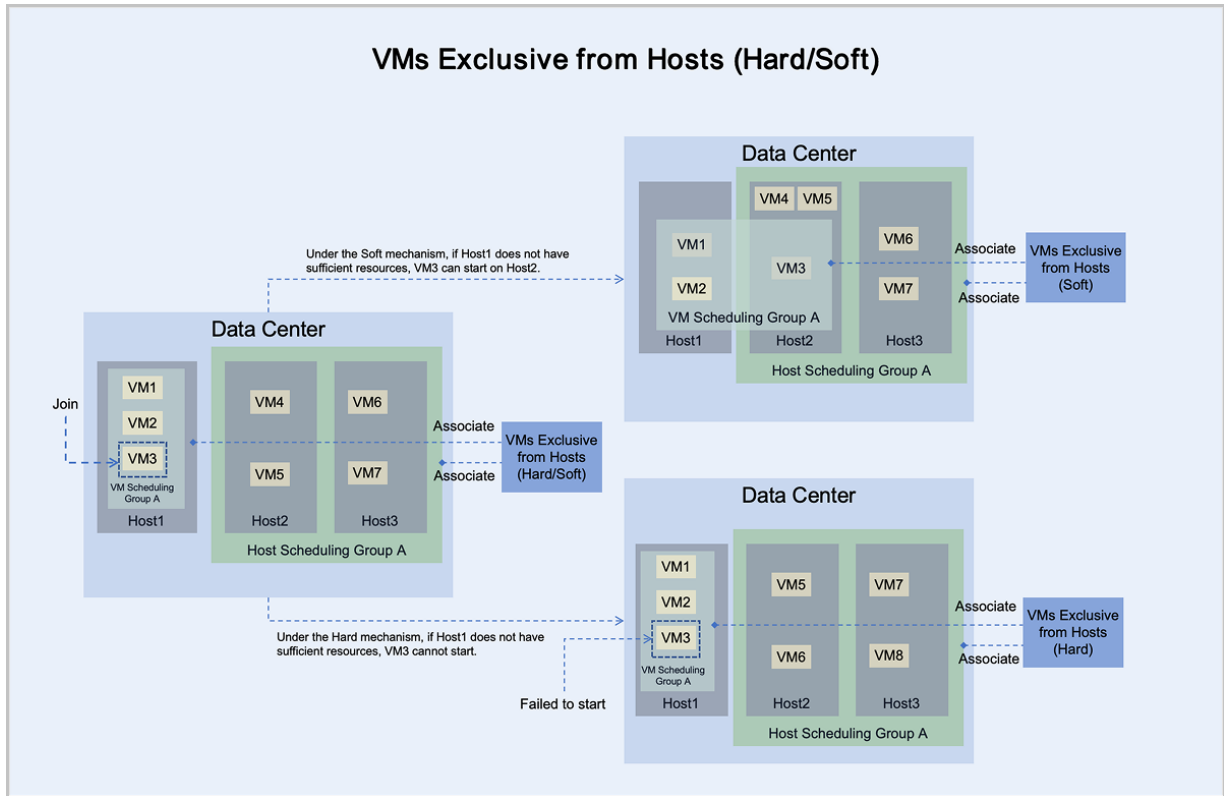 VMs Exclusive from Hosts (Hard/Soft)
Data Center
VM4
VM5
VM1
VM3
VM6
VM2
VM7
VM Scheduling Group A
Host1
Host2
Host3
Host Scheduling Group A
Associate
Associate
VMs Exclusive
from Hosts
(Soft)
Under the Soft mechanism, if Host1 does not have
sufficient resources, VM3 can start on Host2.
Data Center
Join
VM1
VM2
VM3
VM Scheduling
Group A
Host1
VM4
VM5
Host2
VM6
VM7
Host3
Host Scheduling Group A
Associate
Associate
VMs Exclusive
from Hosts
(Hard/Soft)
Under the Hard mechanism, if Host1 does not have
sufficient resources, VM3 cannot start.
Failed to start
Data Center
VM1
VM2
VM3
VM Scheduling
Group A
Host1
VM5
VM6
Host2
VM7
VM8
Host3
Host Scheduling Group A
Associate
Associate
VMs Exclusive
from Hosts
(Hard)